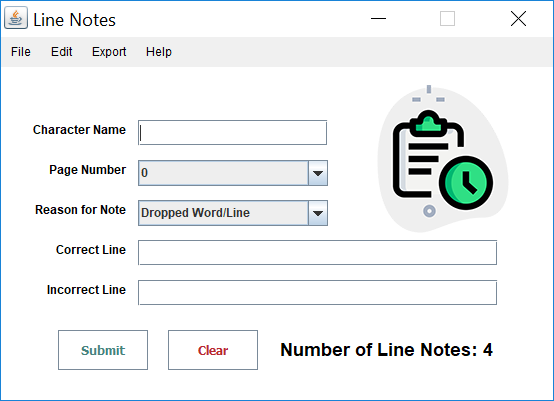 Line Notes
File Edit Export Help
Character Name
Page Number 0
Reason for Note Dropped Word/Line
Correct Line
Incorrect Line
Submit Clear Number of Line Notes: 4